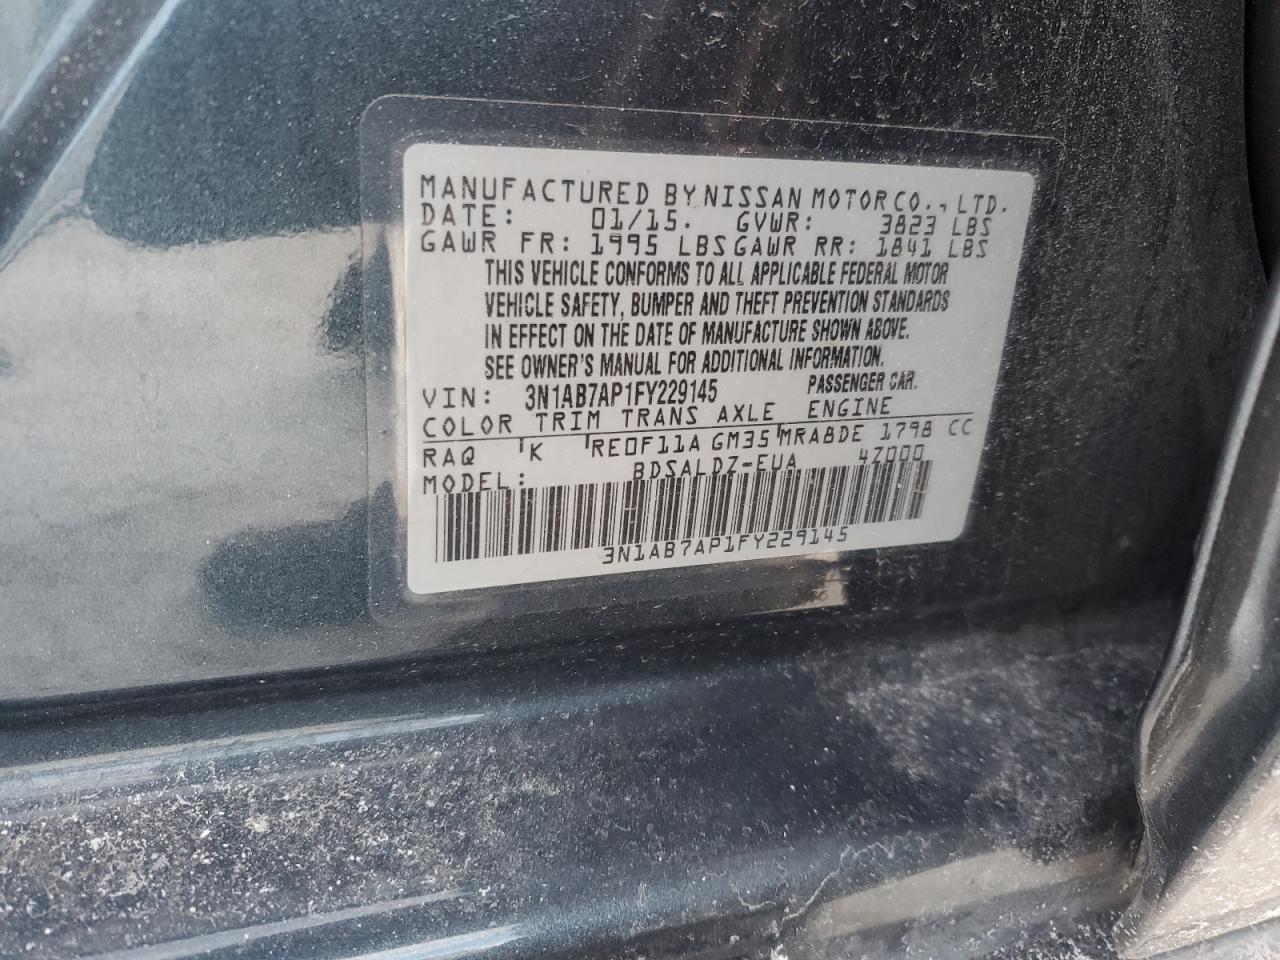 MANUFACTURED BY NISSAN MOTOR CO., LTD.
DATE: 01/15. GVWR: 3823 LBS
GAWR FR: 1995 LBS GAWR RR: 1841 LBS
THIS VEHICLE CONFORMS TO ALL APPLICABLE FEDERAL MOTOR
VEHICLE SAFETY, BUMPER AND THEFT PREVENTION STANDARDS
IN EFFECT ON THE DATE OF MANUFACTURE SHOWN ABOVE.
SEE OWNER'S MANUAL FOR ADDITIONAL INFORMATION.
VIN: 3N1AB7AP1FY229145 PASSENGER CAR.
COLOR TRIM TRANS AXLE ENGINE
RAQ K RE0F11A GM35 MRA8DE 1798 CC
MODEL: BDSALDZ-EUA 4Z000
3N1AB7AP1FY229145